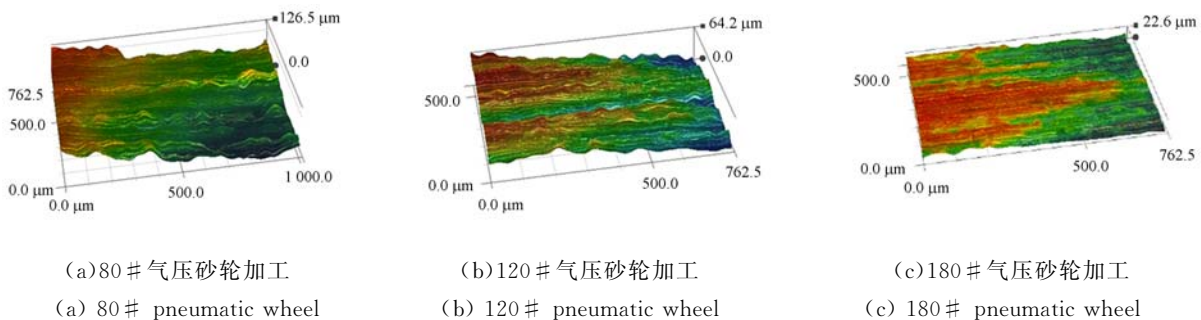 126.5 μm
0.0
762.5
500.0
0.0 μm
0.0 μm
500.0
1 000.0
64.2 μm
0.0
500.0
0.0 μm
0.0 μm
500.0
762.5
22.6 μm
500.0
0.0 μm
0.0 μm
500.0
762.5
(a)80#气压砂轮加工
(b)120#气压砂轮加工
(c)180#气压砂轮加工
(a) 80# pneumatic wheel
(b) 120# pneumatic wheel
(c) 180# pneumatic wheel